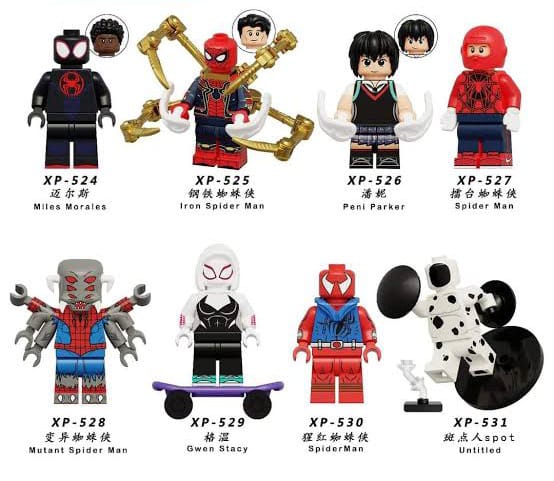 XP-524
迈尔斯
Miles Morales
XP-525
钢铁蜘蛛侠
Iron Spider Man
XP-526
潘妮
Peni Parker
XP-527
擂台蜘蛛侠
Spider Man
XP-528
变异蜘蛛侠
Mutant Spider Man
XP-529
格温
Gwen Stacy
XP-530
猩红蜘蛛侠
SpiderMan
XP-531
斑点人spot
Untitled